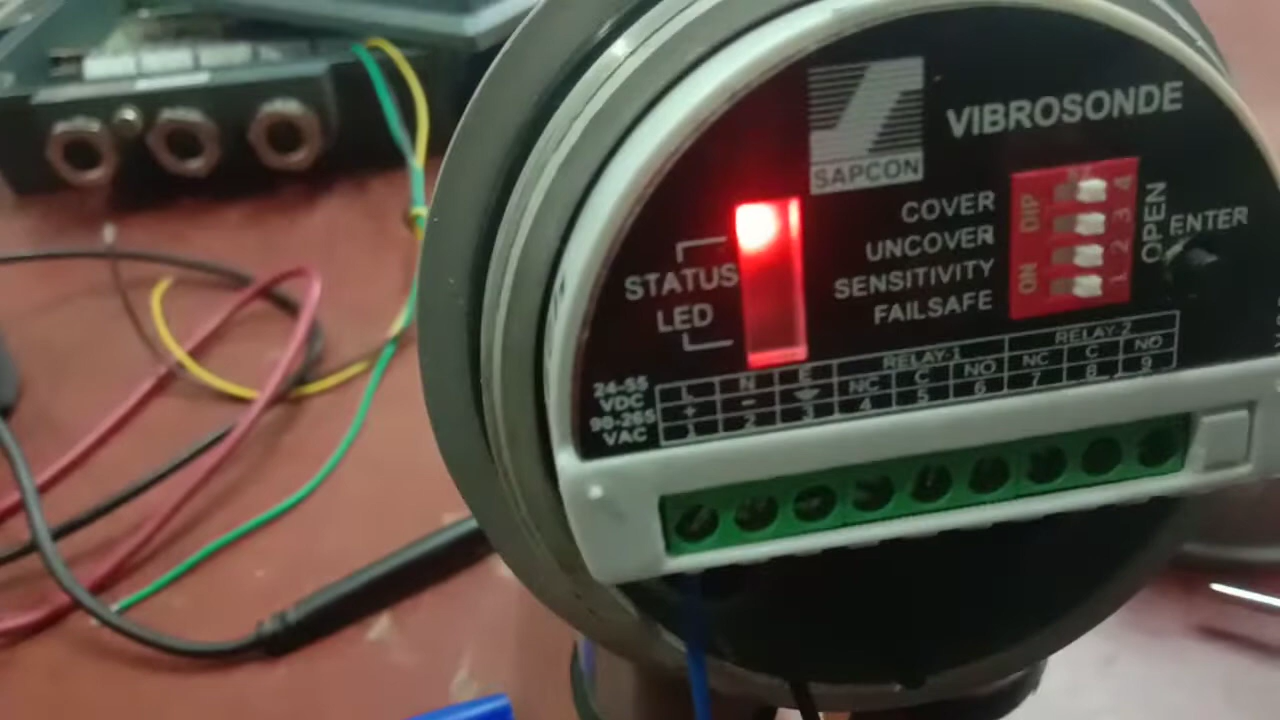 SAPCON
VIBROSONDE
COVER
UNCOVER
SENSITIVITY
FAILSAFE
DIP
ON
4
3
2
1
OPEN
ENTER
STATUS
LED
24-55
VDC
90-265
VAC
RELAY-1 RELAY-2
L N E NC C NO NC C NO
+ -
1 2 3 4 5 6 7 8 9